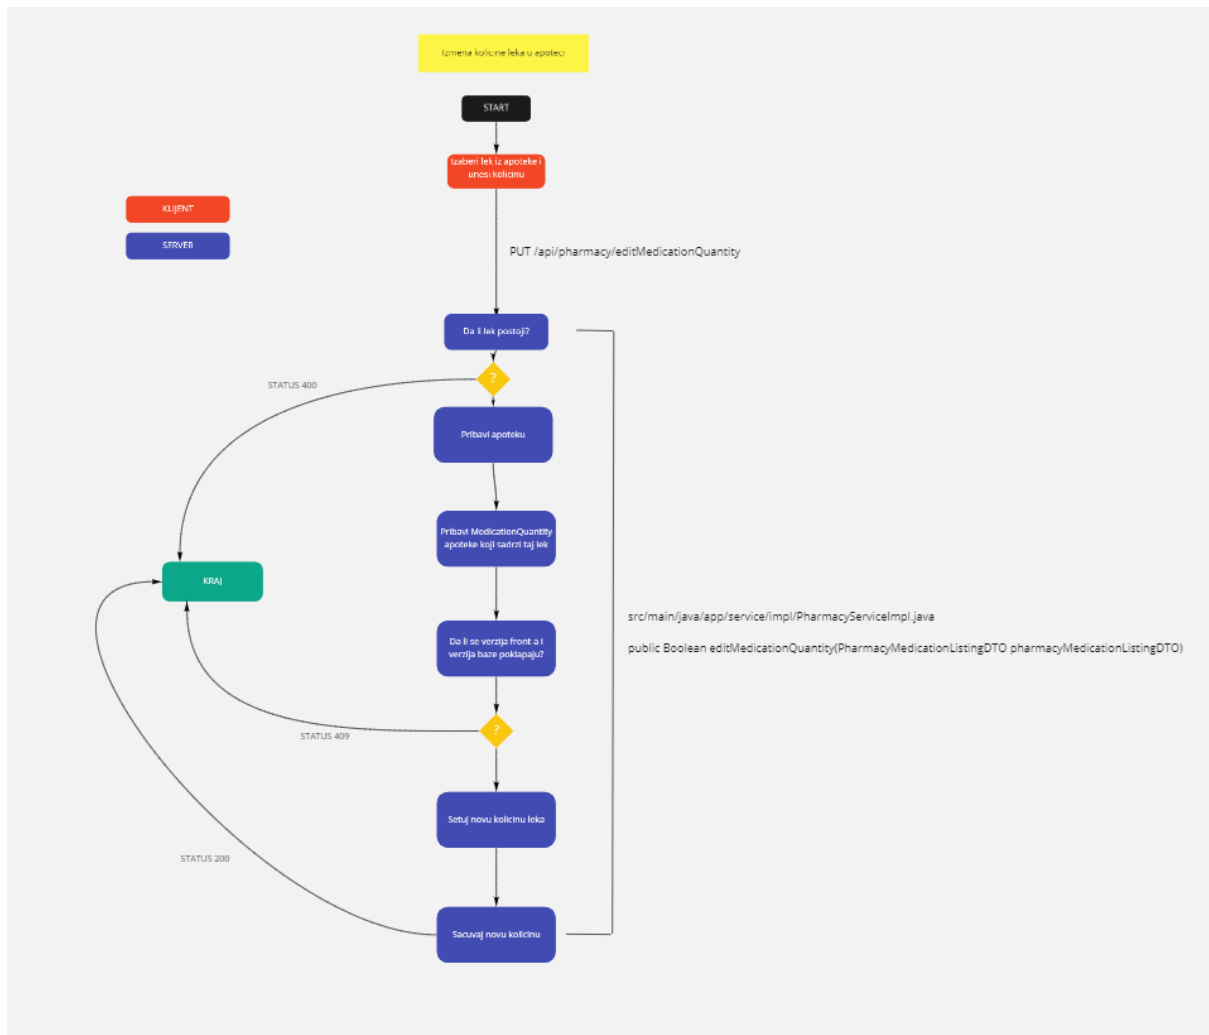 Izmena kolicine leka u apoteci
START
Izaberi lek iz apoteke i
unesi kolicinu
KLIJENT
SERVER
PUT /api/pharmacy/editMedicationQuantity
Da li lek postoji?
?
STATUS 400
Pribavi apoteku
Pribavi MedicationQuantity
apoteke koji sadrzi taj lek
KRAJ
src/main/java/app/service/impl/PharmacyServiceImpl.java
Da li se verzija front a i
verzija baze poklapaju?
public Boolean editMedicationQuantity(PharmacyMedicationListingDTO pharmacyMedicationListingDTO)
?
STATUS 409
Setuj novu kolicinu leka
STATUS 200
Sacuvaj novu kolicinu